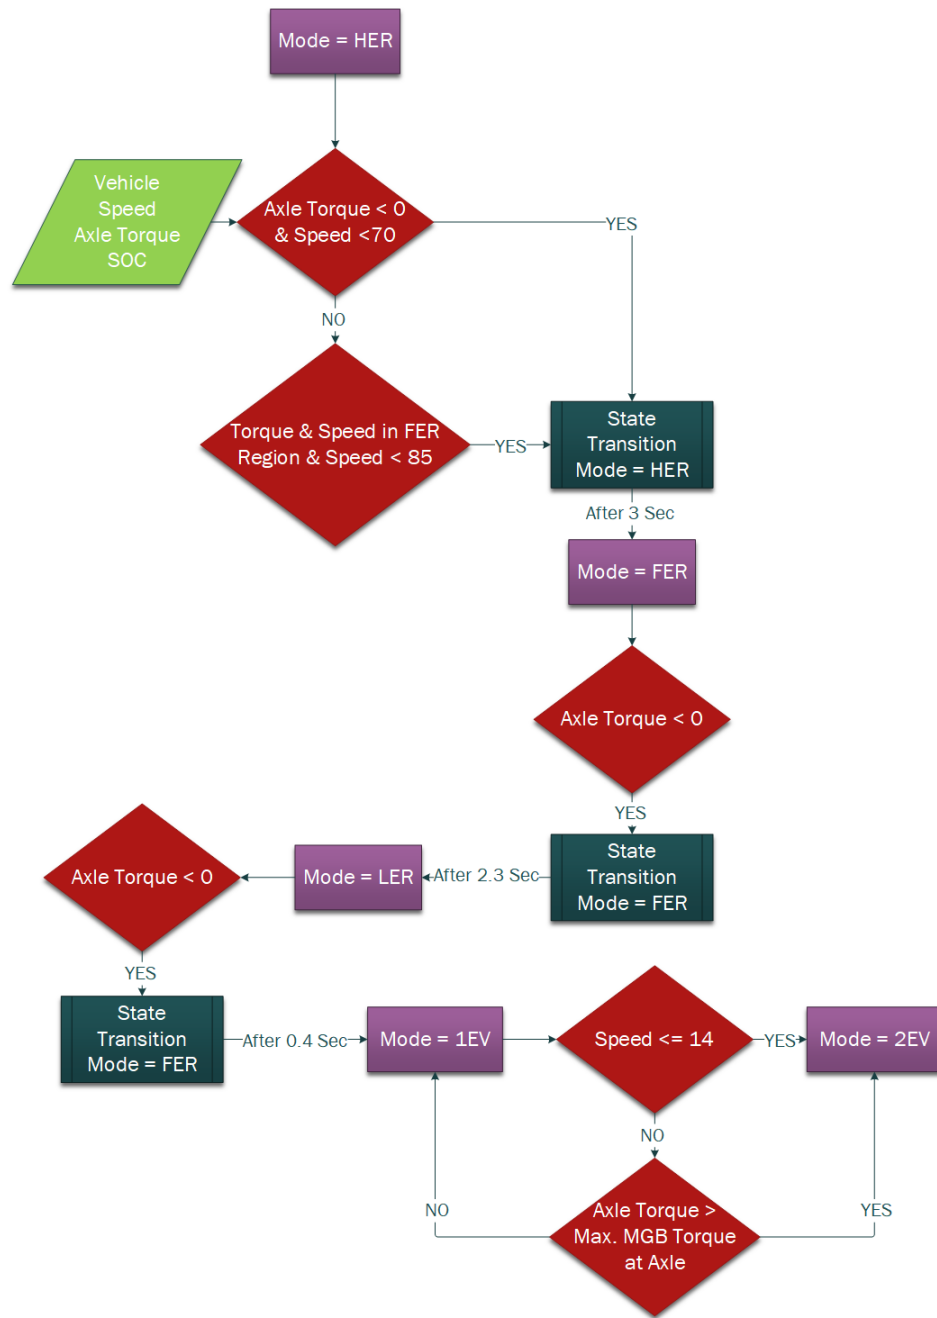 Mode = HER
Vehicle
Speed
Axle Torque
SOC
Axle Torque < 0
& Speed <70
YES
NO
Torque & Speed in FER
Region & Speed < 85
YES
State
Transition
Mode = HER
After 3 Sec
Mode = FER
Axle Torque < 0
YES
State
Transition
Mode = FER
After 2.3 Sec
Mode = LER
Axle Torque < 0
YES
State
Transition
Mode = FER
After 0.4 Sec
Mode = 1EV
Speed <= 14
YES
Mode = 2EV
NO
Axle Torque >
Max. MGB Torque
at Axle
NO
YES